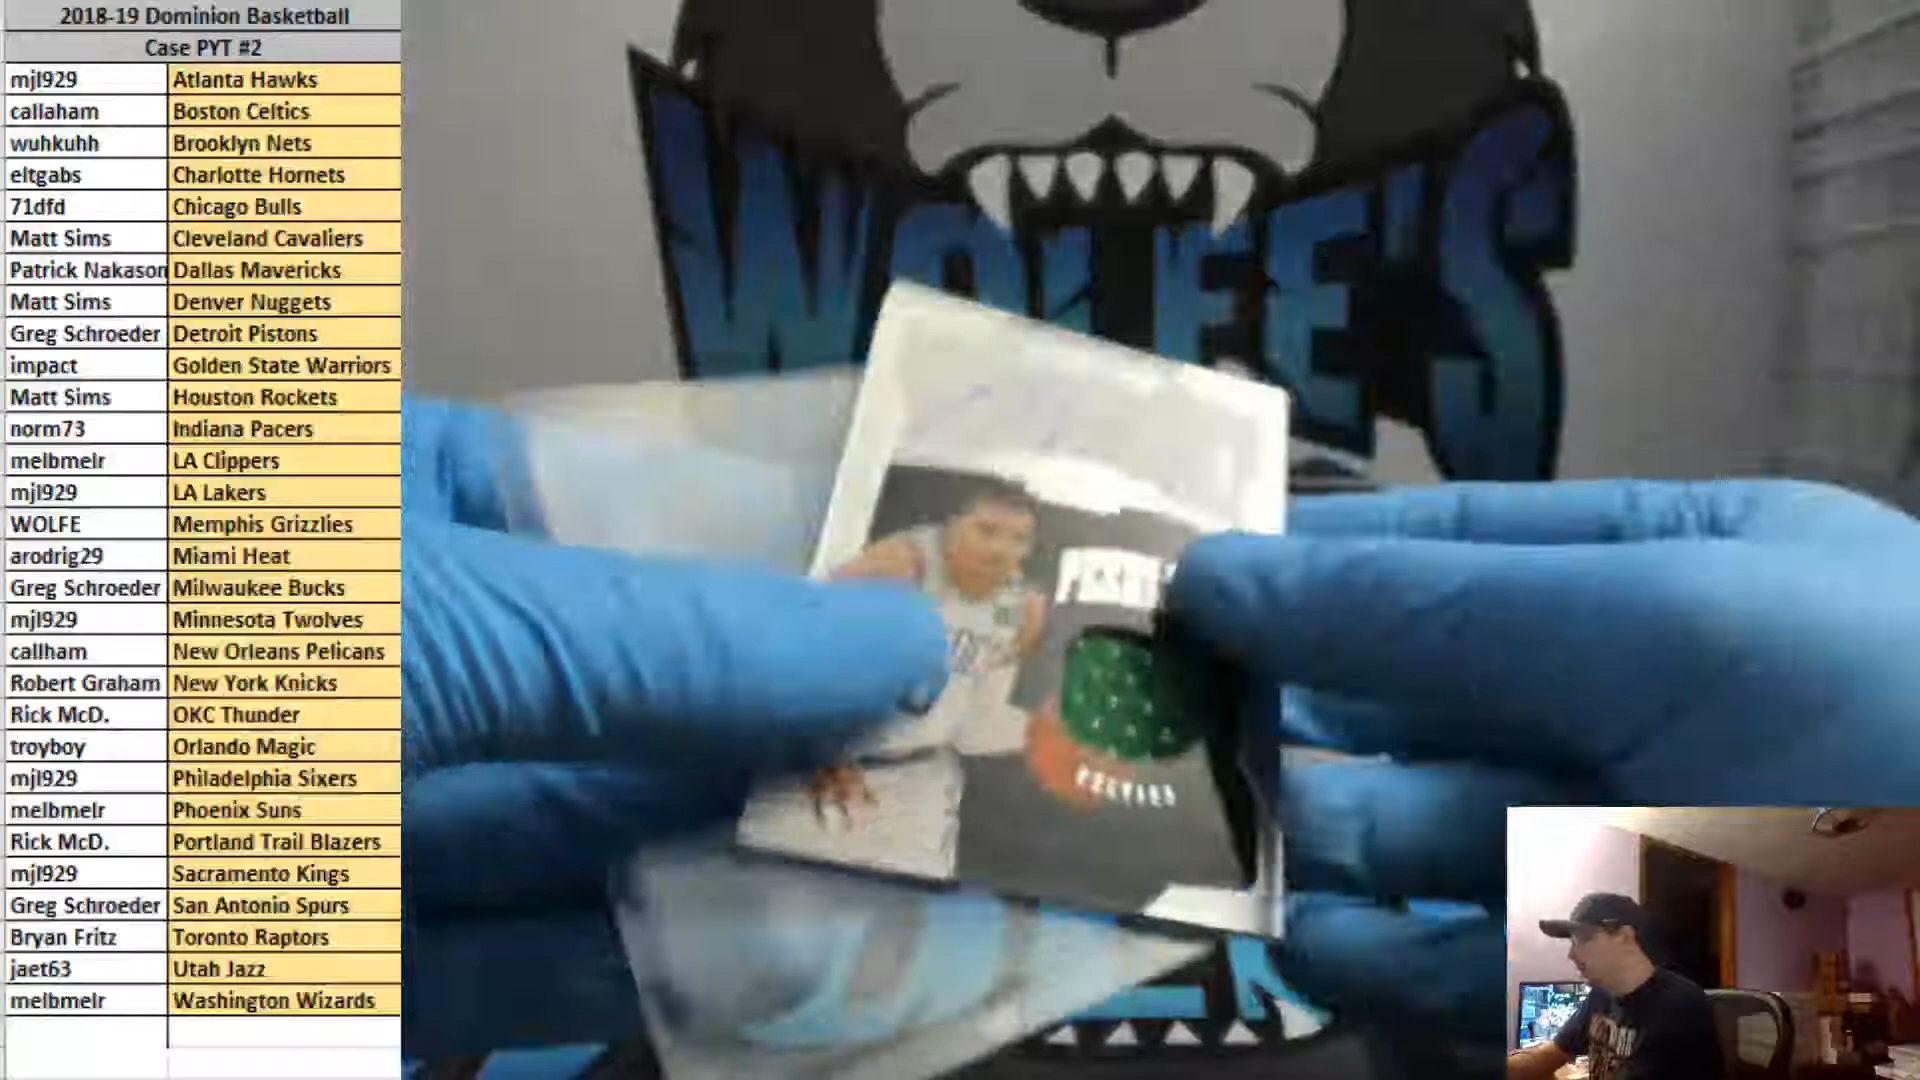 2018-19 Dominion Basketball
Case PYT #2
mjl929 Atlanta Hawks
callaham Boston Celtics
wuhkuhh Brooklyn Nets
eltgabs Charlotte Hornets
71dfd Chicago Bulls
Matt Sims Cleveland Cavaliers
Patrick Nakason Dallas Mavericks
Matt Sims Denver Nuggets
Greg Schroeder Detroit Pistons
impact Golden State Warriors
Matt Sims Houston Rockets
norm73 Indiana Pacers
melbmelr LA Clippers
mjl929 LA Lakers
WOLFE Memphis Grizzlies
arodrig29 Miami Heat
Greg Schroeder Milwaukee Bucks
mjl929 Minnesota Twolves
callham New Orleans Pelicans
Robert Graham New York Knicks
Rick McD. OKC Thunder
troyboy Orlando Magic
mjl929 Philadelphia Sixers
melbmelr Phoenix Suns
Rick McD. Portland Trail Blazers
mjl929 Sacramento Kings
Greg Schroeder San Antonio Spurs
Bryan Fritz Toronto Raptors
jaet63 Utah Jazz
melbmelr Washington Wizards
WOLFE'S